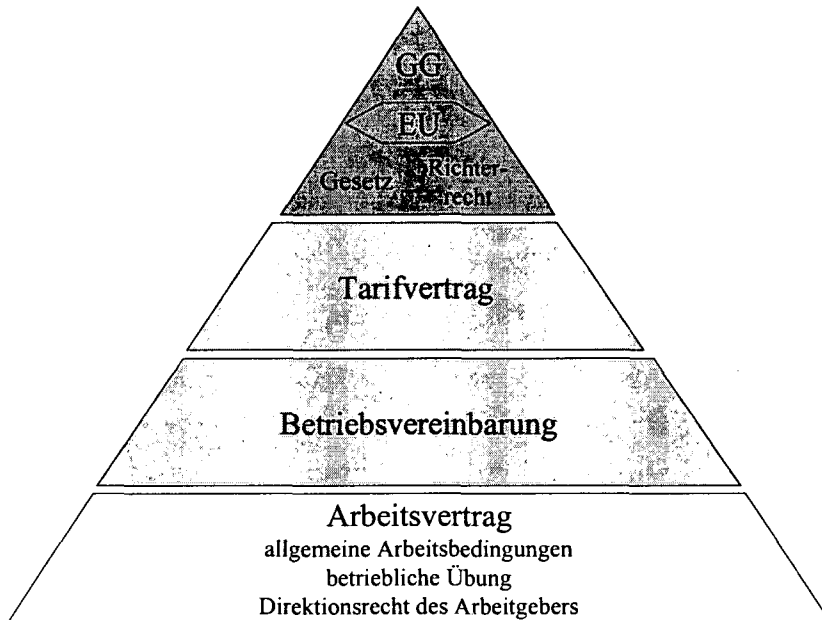 GG
EU
Gesetz Richter-
recht
Tarifvertrag
Betriebsvereinbarung
Arbeitsvertrag
allgemeine Arbeitsbedingungen
betriebliche Übung
Direktionsrecht des Arbeitgebers